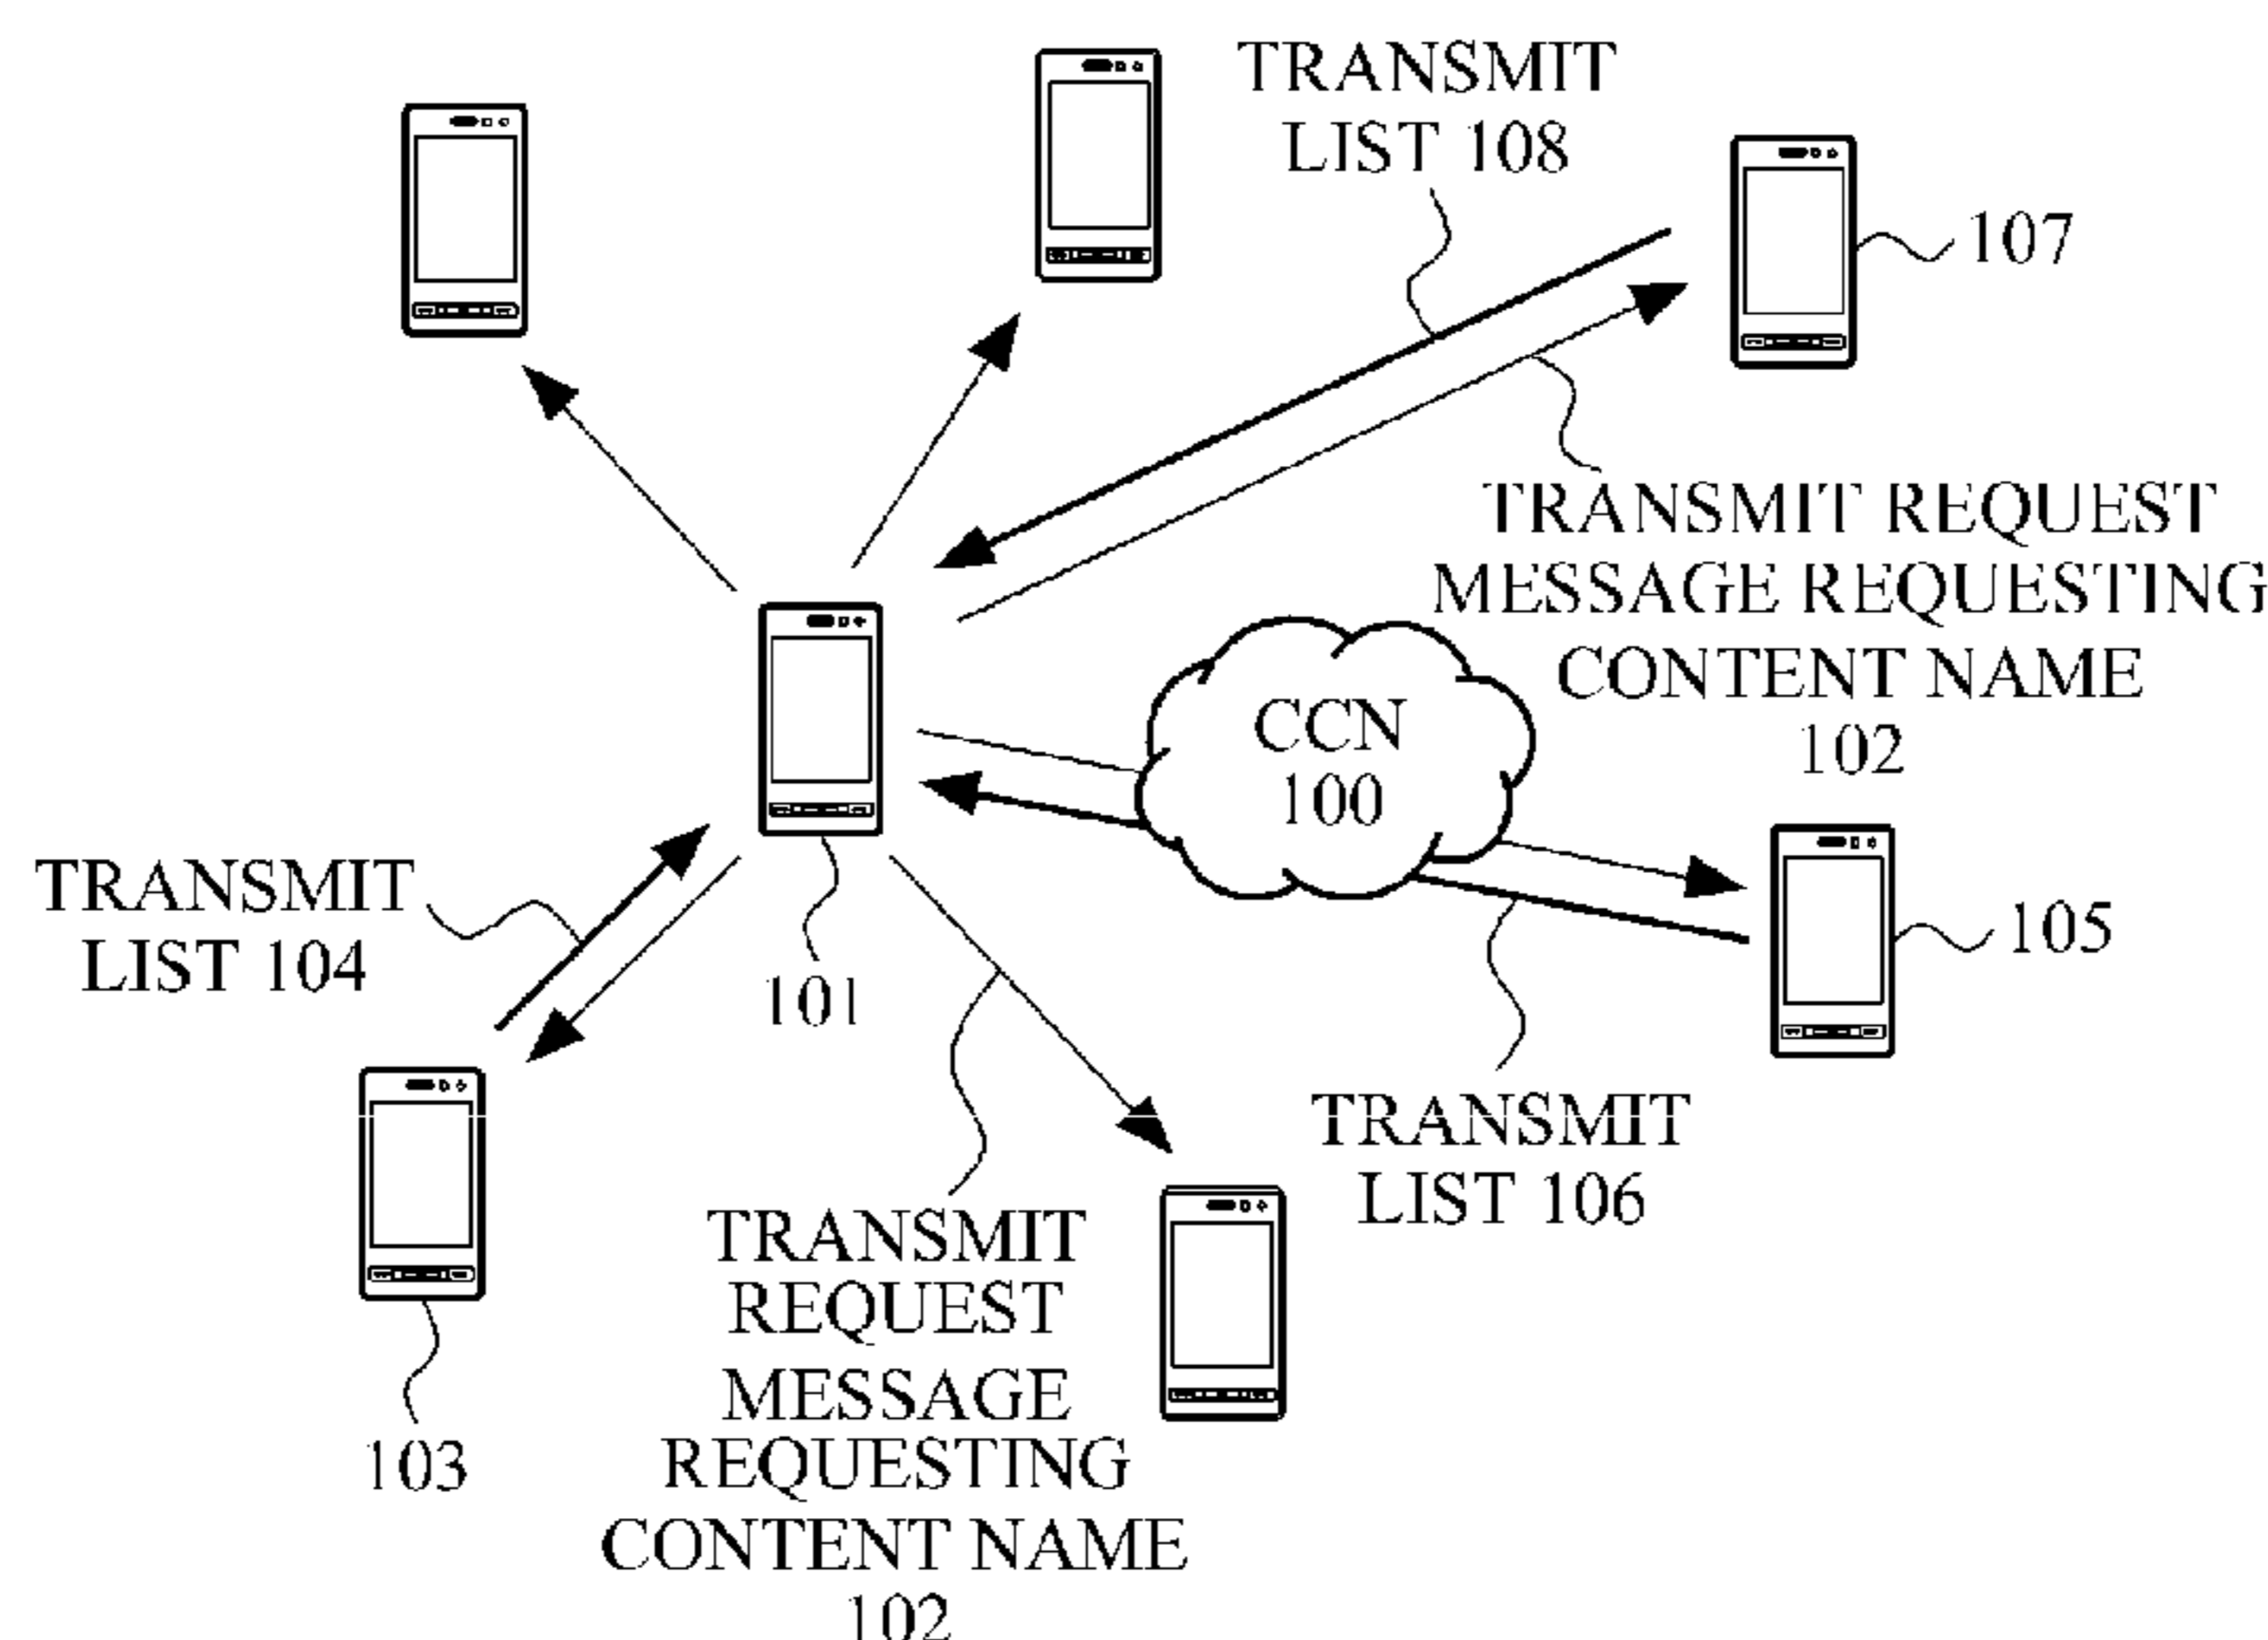 TRANSMIT
LIST 108
107
TRANSMIT REQUEST
MESSAGE REQUESTING
CONTENT NAME
102
CCN
100
TRANSMIT
LIST 104
101
105
TRANSMIT
LIST 106
103
TRANSMIT
REQUEST
MESSAGE
REQUESTING
CONTENT NAME
102